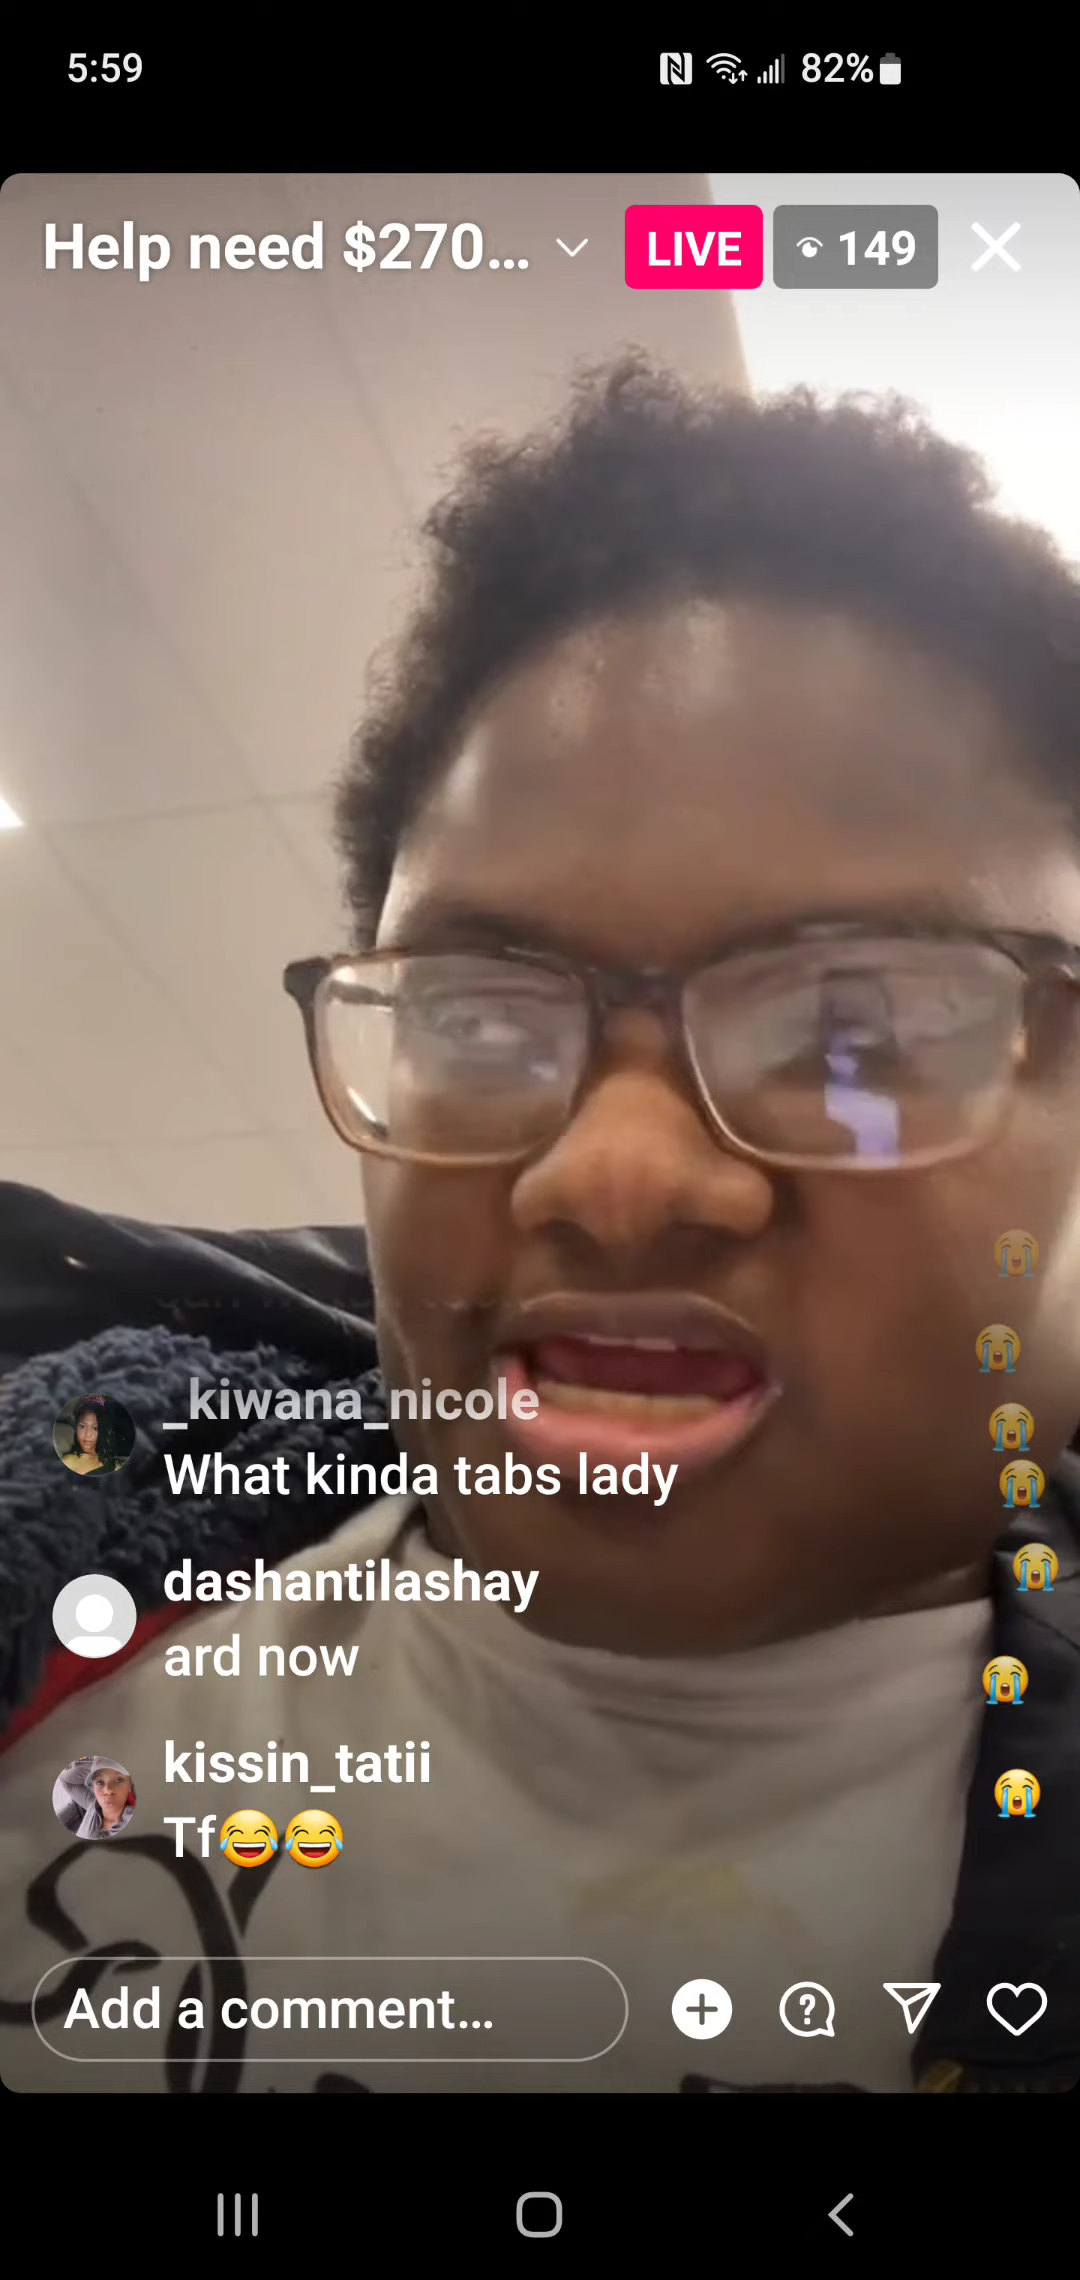 5:59
82%
Help need $270...
LIVE
149
_kiwana_nicole
What kinda tabs lady
dashantilashay
ard now
kissin_tatii
Tf😂😂
Add a comment...